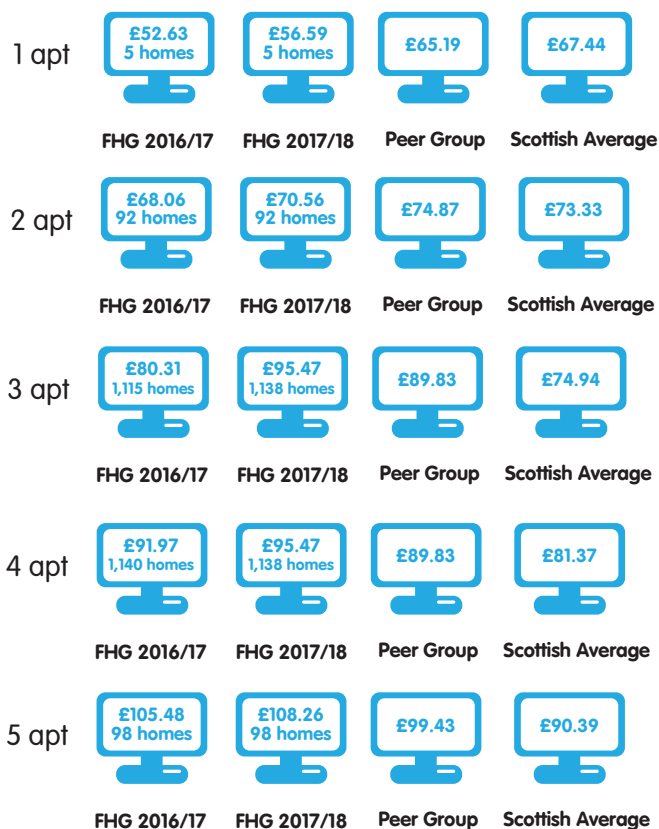 1 apt
£52.63
5 homes
£56.59
5 homes
£65.19
£67.44
FHG 2016/17
FHG 2017/18
Peer Group
Scottish Average
2 apt
£68.06
92 homes
£70.56
92 homes
£74.87
£73.33
FHG 2016/17
FHG 2017/18
Peer Group
Scottish Average
3 apt
£80.31
1,115 homes
£95.47
1,138 homes
£89.83
£74.94
FHG 2016/17
FHG 2017/18
Peer Group
Scottish Average
4 apt
£91.97
1,140 homes
£95.47
1,138 homes
£89.83
£81.37
FHG 2016/17
FHG 2017/18
Peer Group
Scottish Average
5 apt
£105.48
98 homes
£108.26
98 homes
£99.43
£90.39
FHG 2016/17
FHG 2017/18
Peer Group
Scottish Average